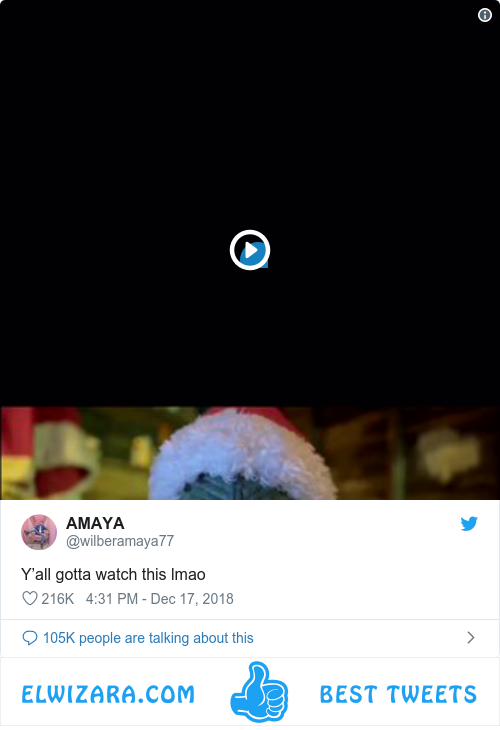 AMAYA
@wilberamaya77
Y'all gotta watch this lmao
216K 4:31 PM - Dec 17, 2018
105K people are talking about this
ELWIZARA.COM BEST TWEETS